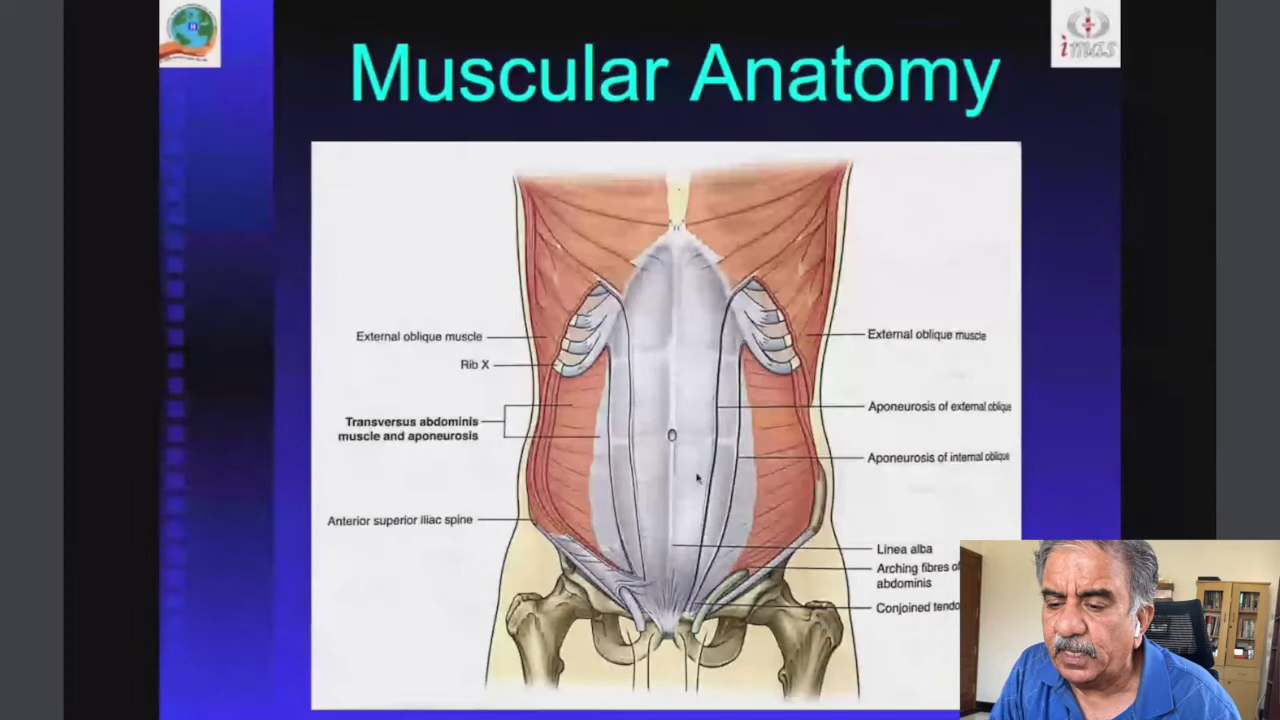 Muscular Anatomy
imas
External oblique muscle
Rib X
Transversus abdominis
muscle and aponeurosis
Anterior superior iliac spine
External oblique muscle
Aponeurosis of external oblique
Aponeurosis of internal oblique
Linea alba
Arching fibres of
abdominis
Conjoined tendo